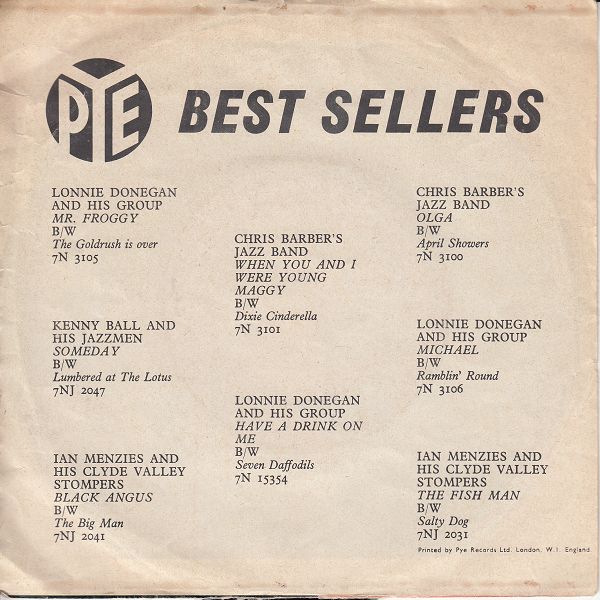 PYE BEST SELLERS
LONNIE DONEGAN
AND HIS GROUP
MR. FROGGY
B/W
The Goldrush is over
7N 3105
KENNY BALL AND
HIS JAZZMEN
SOMEDAY
B/W
Lumbered at The Lotus
7NJ 2047
IAN MENZIES AND
HIS CLYDE VALLEY
STOMPERS
BLACK ANGUS
B/W
The Big Man
7NJ 2041
CHRIS BARBER'S
JAZZ BAND
WHEN YOU AND I
WERE YOUNG
MAGGY
B/W
Dixie Cinderella
7N 3101
LONNIE DONEGAN
AND HIS GROUP
HAVE A DRINK ON
ME
B/W
Seven Daffodils
7N 15354
CHRIS BARBER'S
JAZZ BAND
OLGA
B/W
April Showers
7N 3100
LONNIE DONEGAN
AND HIS GROUP
MICHAEL
B/W
Ramblin' Round
7N 3106
IAN MENZIES AND
HIS CLYDE VALLEY
STOMPERS
THE FISH MAN
B/W
Salty Dog
7NJ 2031
Printed by Pye Records Ltd. London, W.1. England